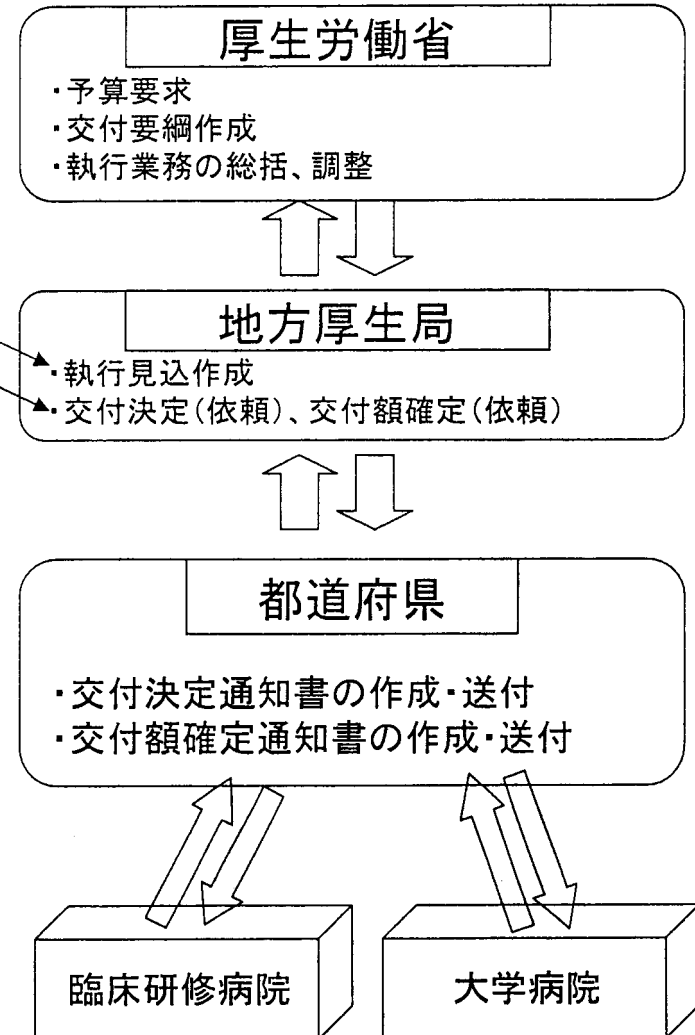 厚生労働省
・予算要求
・交付要綱作成
・執行業務の総括、調整
地方厚生局
・執行見込作成
・交付決定(依頼)、交付額確定(依頼)
都道府県
・交付決定通知書の作成・送付
・交付額確定通知書の作成・送付
臨床研修病院
大学病院